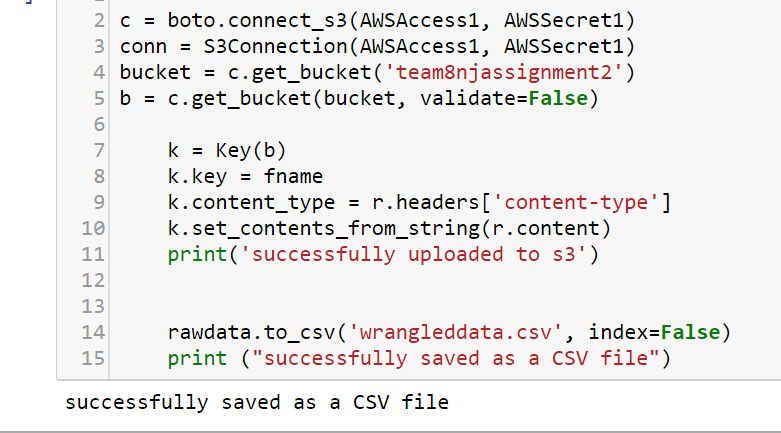 2 c = boto.connect_s3(AWSAccess1, AWSSecret1)
3 conn = S3Connection(AWSAccess1, AWSSecret1)
4 bucket = c.get_bucket('team8njassignment2')
5 b = c.get_bucket(bucket, validate=False)
6
7     k = Key(b)
8     k.key = fname
9     k.content_type = r.headers['content-type']
10     k.set_contents_from_string(r.content)
11     print('successfully uploaded to s3')
12
13
14     rawdata.to_csv('wrangleddata.csv', index=False)
15     print ("successfully saved as a CSV file")
successfully saved as a CSV file